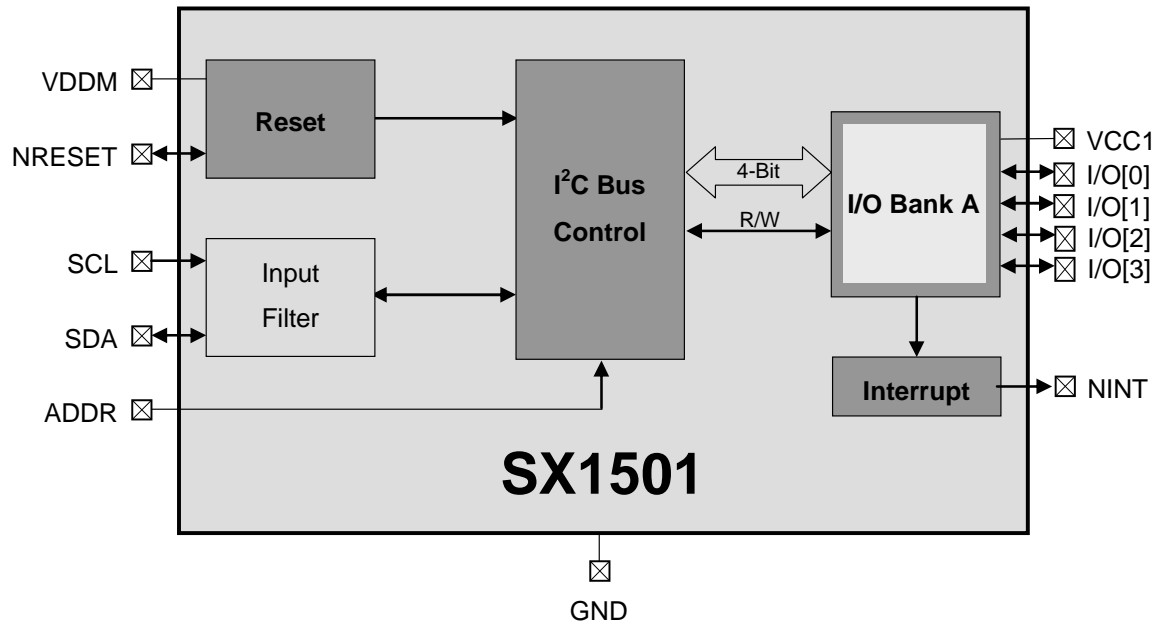 VDDM
NRESET
SCL
SDA
ADDR
Reset
Input
Filter
I²C Bus
Control
4-Bit
R/W
I/O Bank A
Interrupt
VCC1
I/O[0]
I/O[1]
I/O[2]
I/O[3]
NINT
SX1501
GND